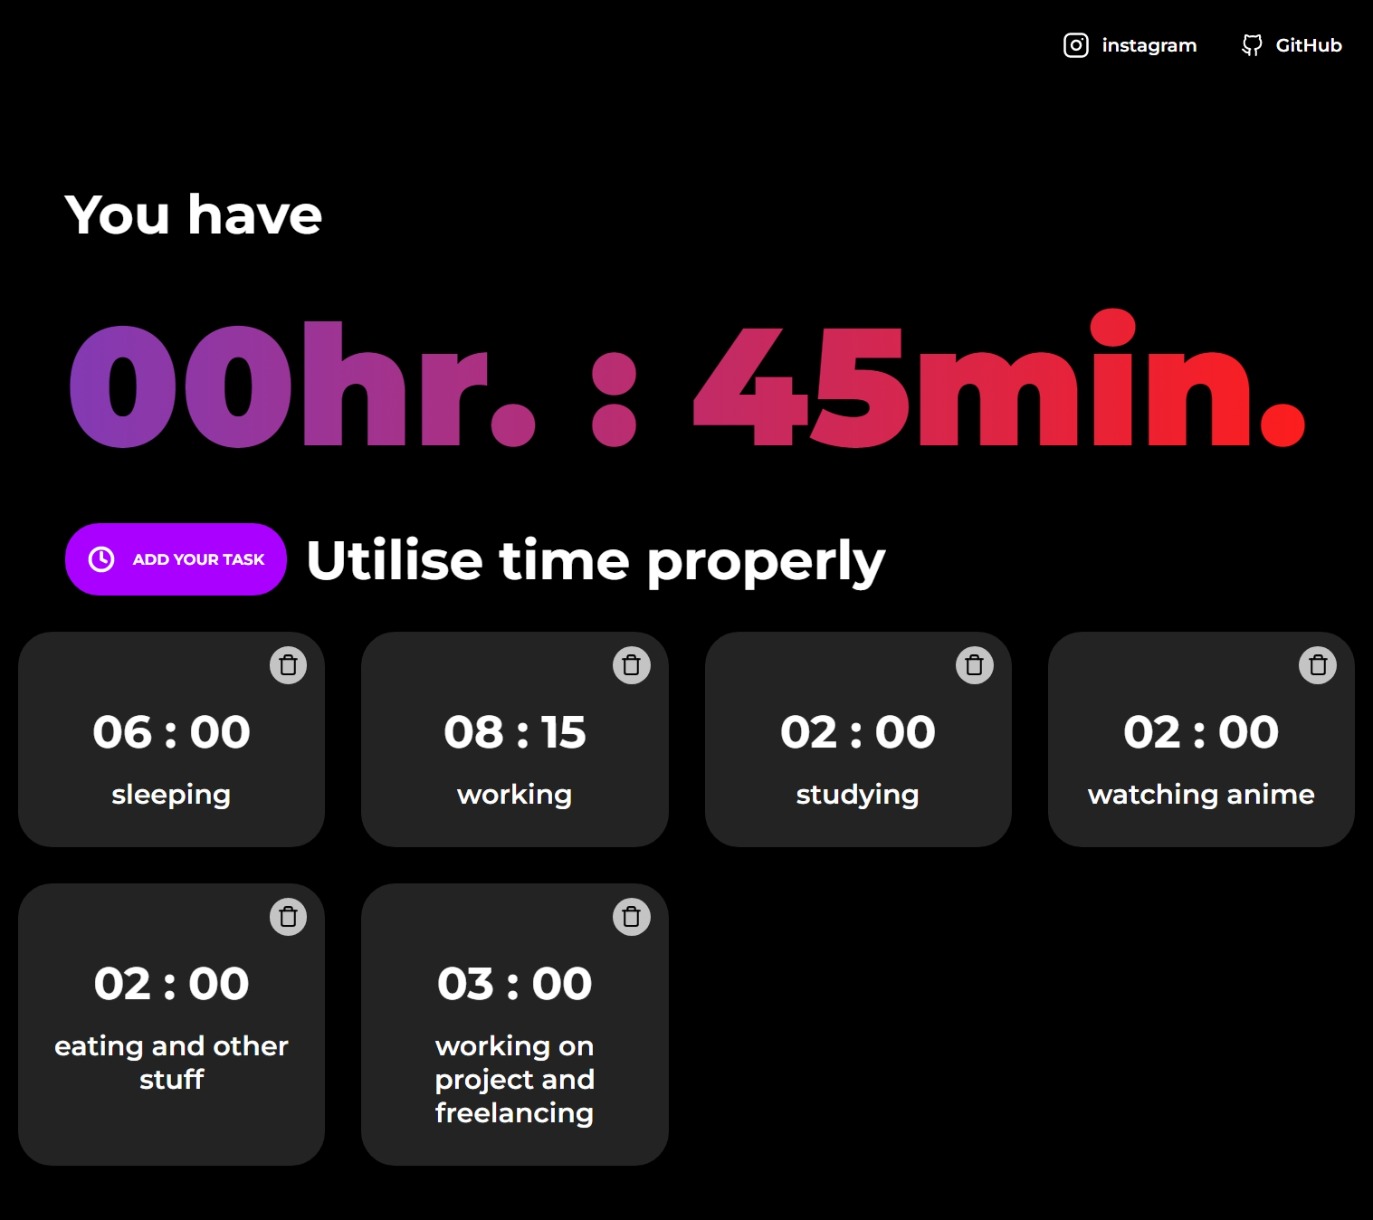 instagram GitHub
You have
00hr. : 45min.
ADD YOUR TASK Utilise time properly
06 : 00
sleeping
08 : 15
working
02 : 00
studying
02 : 00
watching anime
02 : 00
eating and other
stuff
03 : 00
working on
project and
freelancing